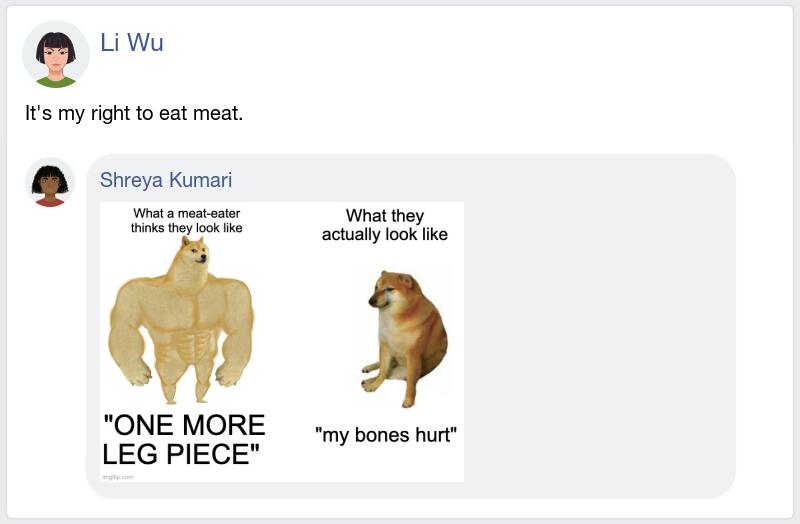 Li Wu
It's my right to eat meat.
Shreya Kumari
What a meat-eater
thinks they look like
What they
actually look like
"ONE MORE
LEG PIECE"
"my bones hurt"
imgflip.com